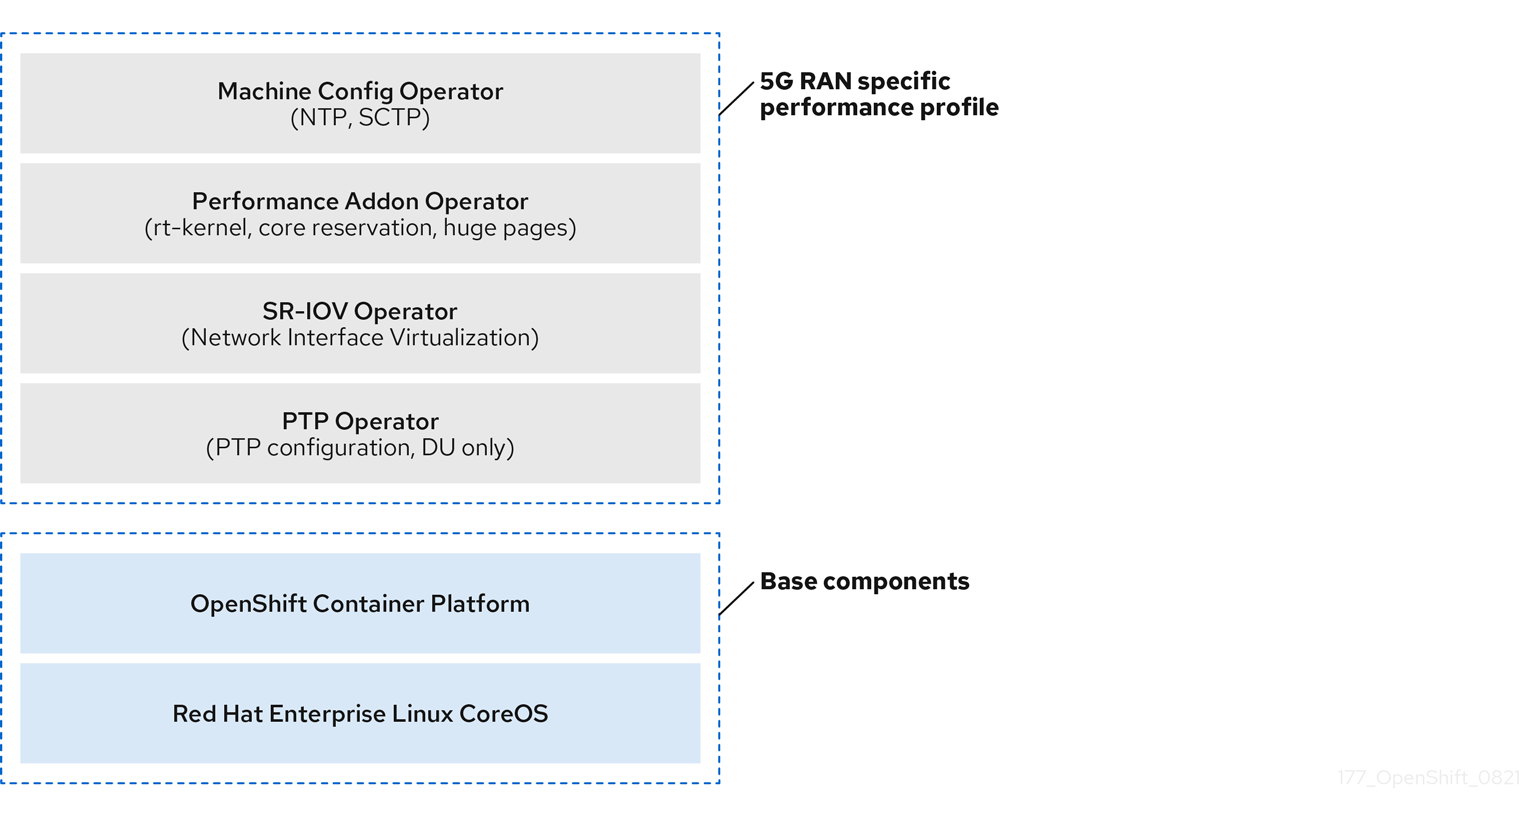 Machine Config Operator
(NTP, SCTP)
5G RAN specific
performance profile
Performance Addon Operator
(rt-kernel, core reservation, huge pages)
SR-IOV Operator
(Network Interface Virtualization)
PTP Operator
(PTP configuration, DU only)
OpenShift Container Platform
Base components
Red Hat Enterprise Linux CoreOS
177_OpenShift_0821